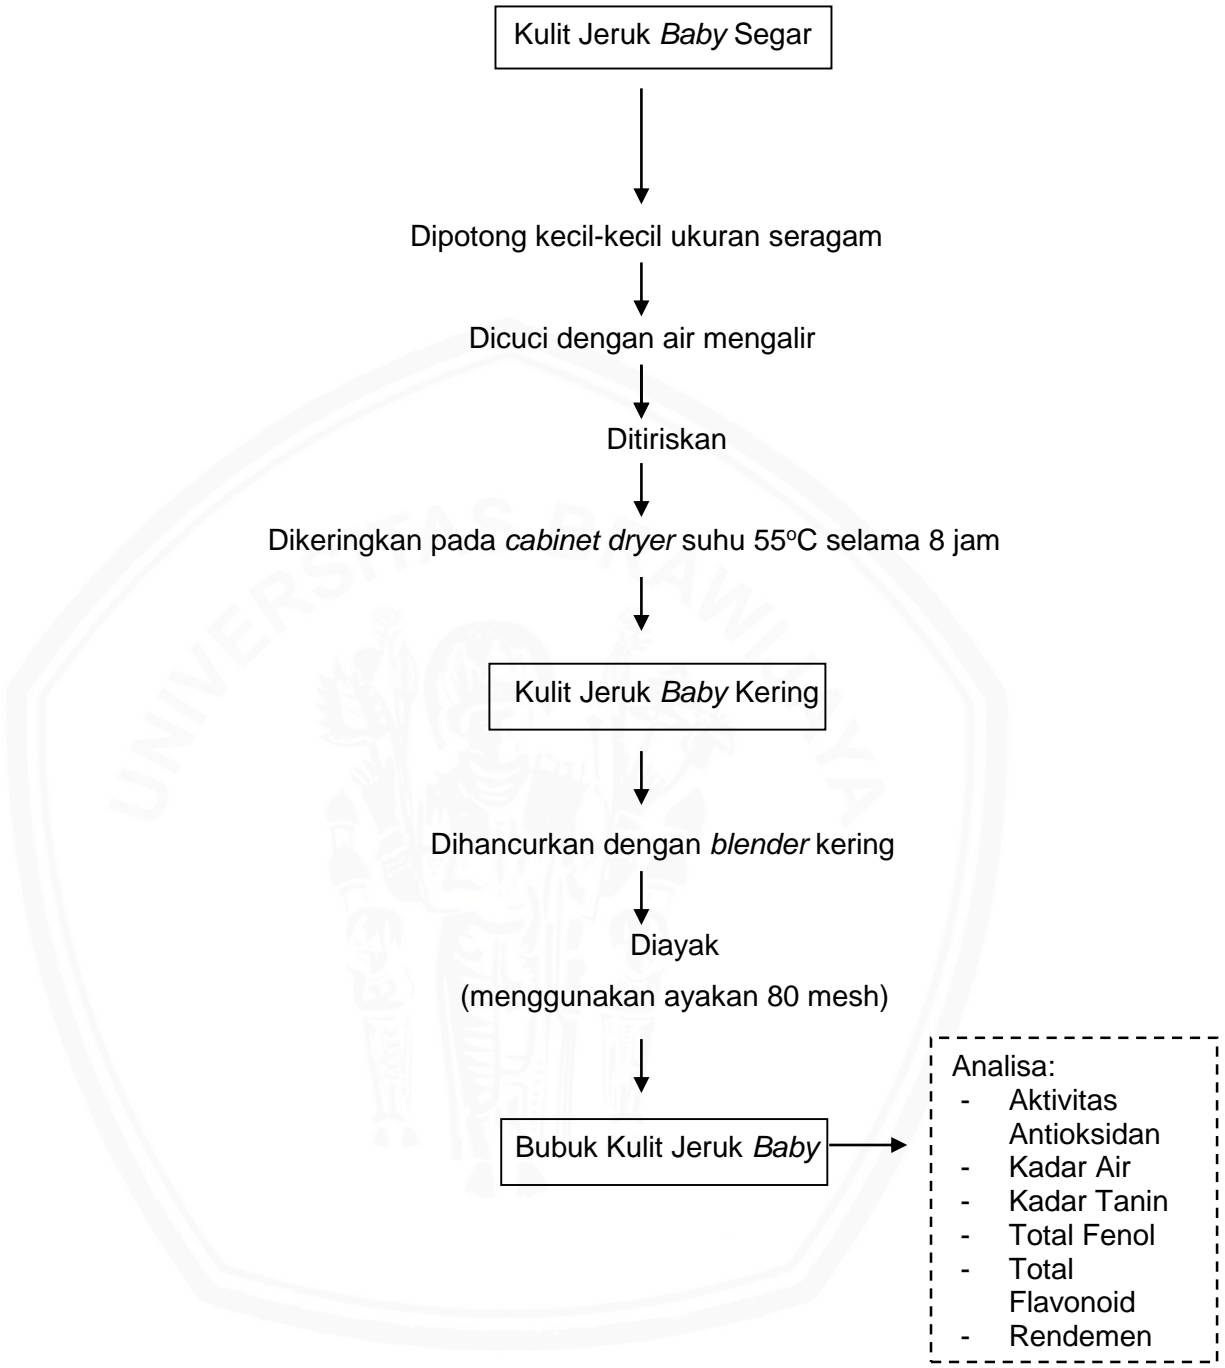 Kulit Jeruk Baby Segar
Dipotong kecil-kecil ukuran seragam
Dicuci dengan air mengalir
Ditiriskan
Dikeringkan pada cabinet dryer suhu 55°C selama 8 jam
Kulit Jeruk Baby Kering
Dihancurkan dengan blender kering
Diayak
(menggunakan ayakan 80 mesh)
Bubuk Kulit Jeruk Baby
Analisa:
- Aktivitas
Antioksidan
- Kadar Air
- Kadar Tanin
- Total Fenol
- Total
Flavonoid
- Rendemen
UNIVERSITAS BRAWIJAYA